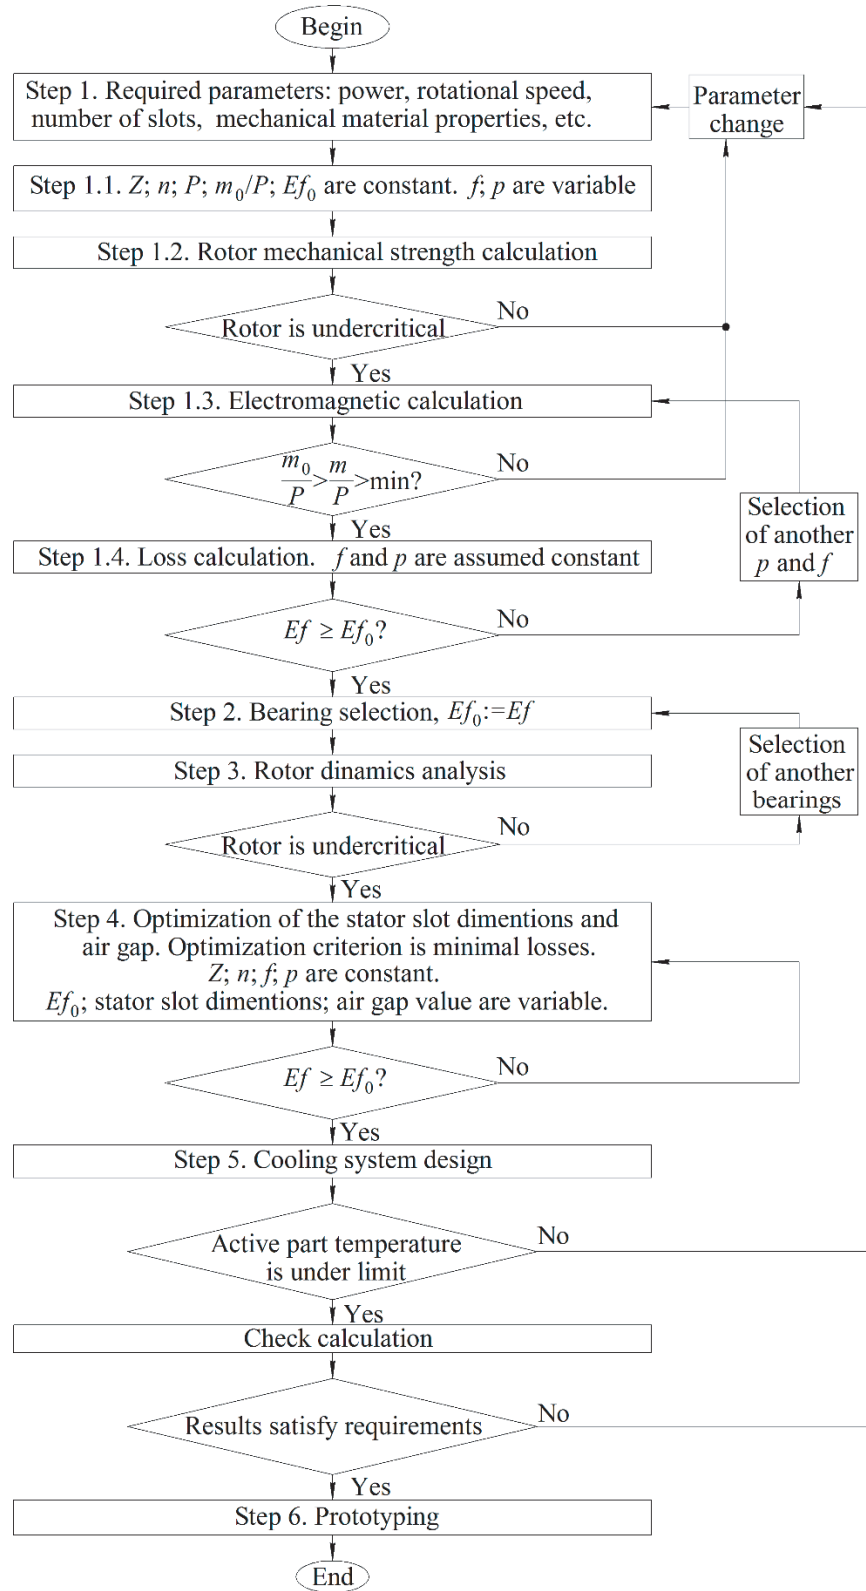 Begin
Step 1. Required parameters: power, rotational speed,
number of slots, mechanical material properties, etc.
Parameter
change
Step 1.1. Z; n; P; m₀/P; Ef₀ are constant. f; p are variable
Step 1.2. Rotor mechanical strength calculation
No
Rotor is undercritical
Yes
Step 1.3. Electromagnetic calculation
m₀/P > m/P > min?
No
Yes
Selection
of another
p and f
Step 1.4. Loss calculation. f and p are assumed constant
Ef ≥ Ef₀?
No
Yes
Step 2. Bearing selection, Ef₀:=Ef
Step 3. Rotor dinamics analysis
Selection
of another
bearings
No
Rotor is undercritical
Yes
Step 4. Optimization of the stator slot dimentions and
air gap. Optimization criterion is minimal losses.
Z; n; f; p are constant.
Ef₀; stator slot dimentions; air gap value are variable.
Ef ≥ Ef₀?
No
Yes
Step 5. Cooling system design
No
Active part temperature
is under limit
Yes
Check calculation
No
Results satisfy requirements
Yes
Step 6. Prototyping
End